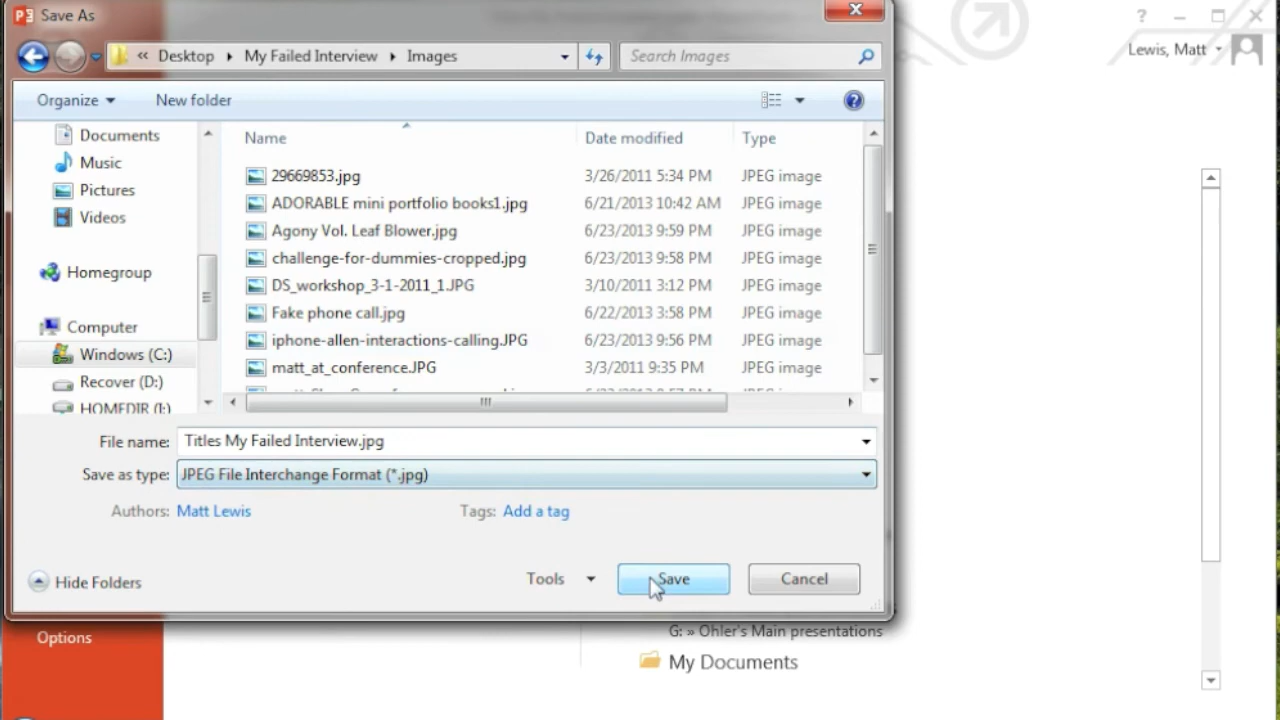 Save As
?
Lewis, Matt
« Desktop My Failed Interview Images
Search Images
Organize New folder
?
Documents
Music
Pictures
Videos
Homegroup
Computer
Windows (C:)
Recover (D:)
HOMEDIR (I:)
Name Date modified Type
29669853.jpg 3/26/2011 5:34 PM JPEG image
ADORABLE mini portfolio books1.jpg 6/21/2013 10:42 AM JPEG image
Agony Vol. Leaf Blower.jpg 6/23/2013 9:59 PM JPEG image
challenge-for-dummies-cropped.jpg 6/23/2013 9:58 PM JPEG image
DS_workshop_3-1-2011_1.JPG 3/10/2011 3:12 PM JPEG image
Fake phone call.jpg 6/22/2013 3:58 PM JPEG image
iphone-allen-interactions-calling.JPG 6/23/2013 9:56 PM JPEG image
matt_at_conference.JPG 3/3/2011 9:35 PM JPEG image
File name: Titles My Failed Interview.jpg
Save as type: JPEG File Interchange Format (*.jpg)
Authors: Matt Lewis Tags: Add a tag
Hide Folders Tools Save Cancel
Options
G: » Ohler's Main presentations
My Documents